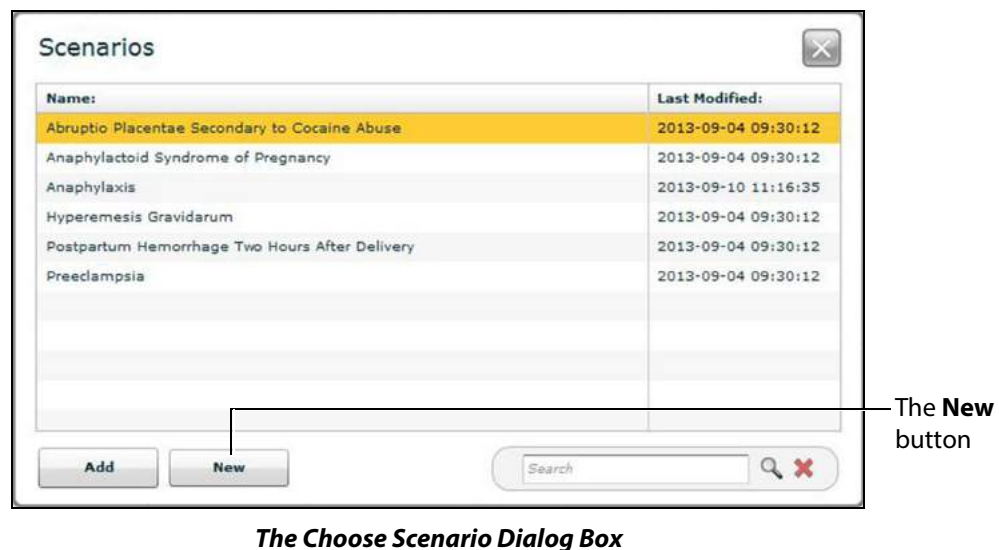 Scenarios
Name: Last Modified:
Abruptio Placentae Secondary to Cocaine Abuse 2013-09-04 09:30:12
Anaphylactoid Syndrome of Pregnancy 2013-09-04 09:30:12
Anaphylaxis 2013-09-10 11:16:35
Hyperemesis Gravidarum 2013-09-04 09:30:12
Postpartum Hemorrhage Two Hours After Delivery 2013-09-04 09:30:12
Preeclampsia 2013-09-04 09:30:12
The New
button
Add New Search
The Choose Scenario Dialog Box